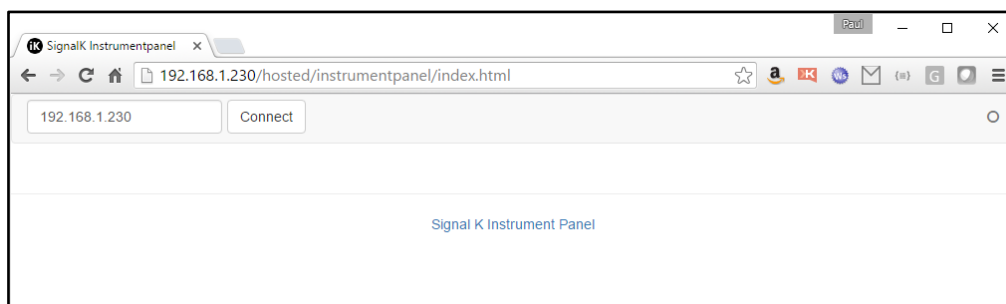 Paul
iK SignalK Instrumentpanel
192.168.1.230/hosted/instrumentpanel/index.html
192.168.1.230 Connect
Signal K Instrument Panel